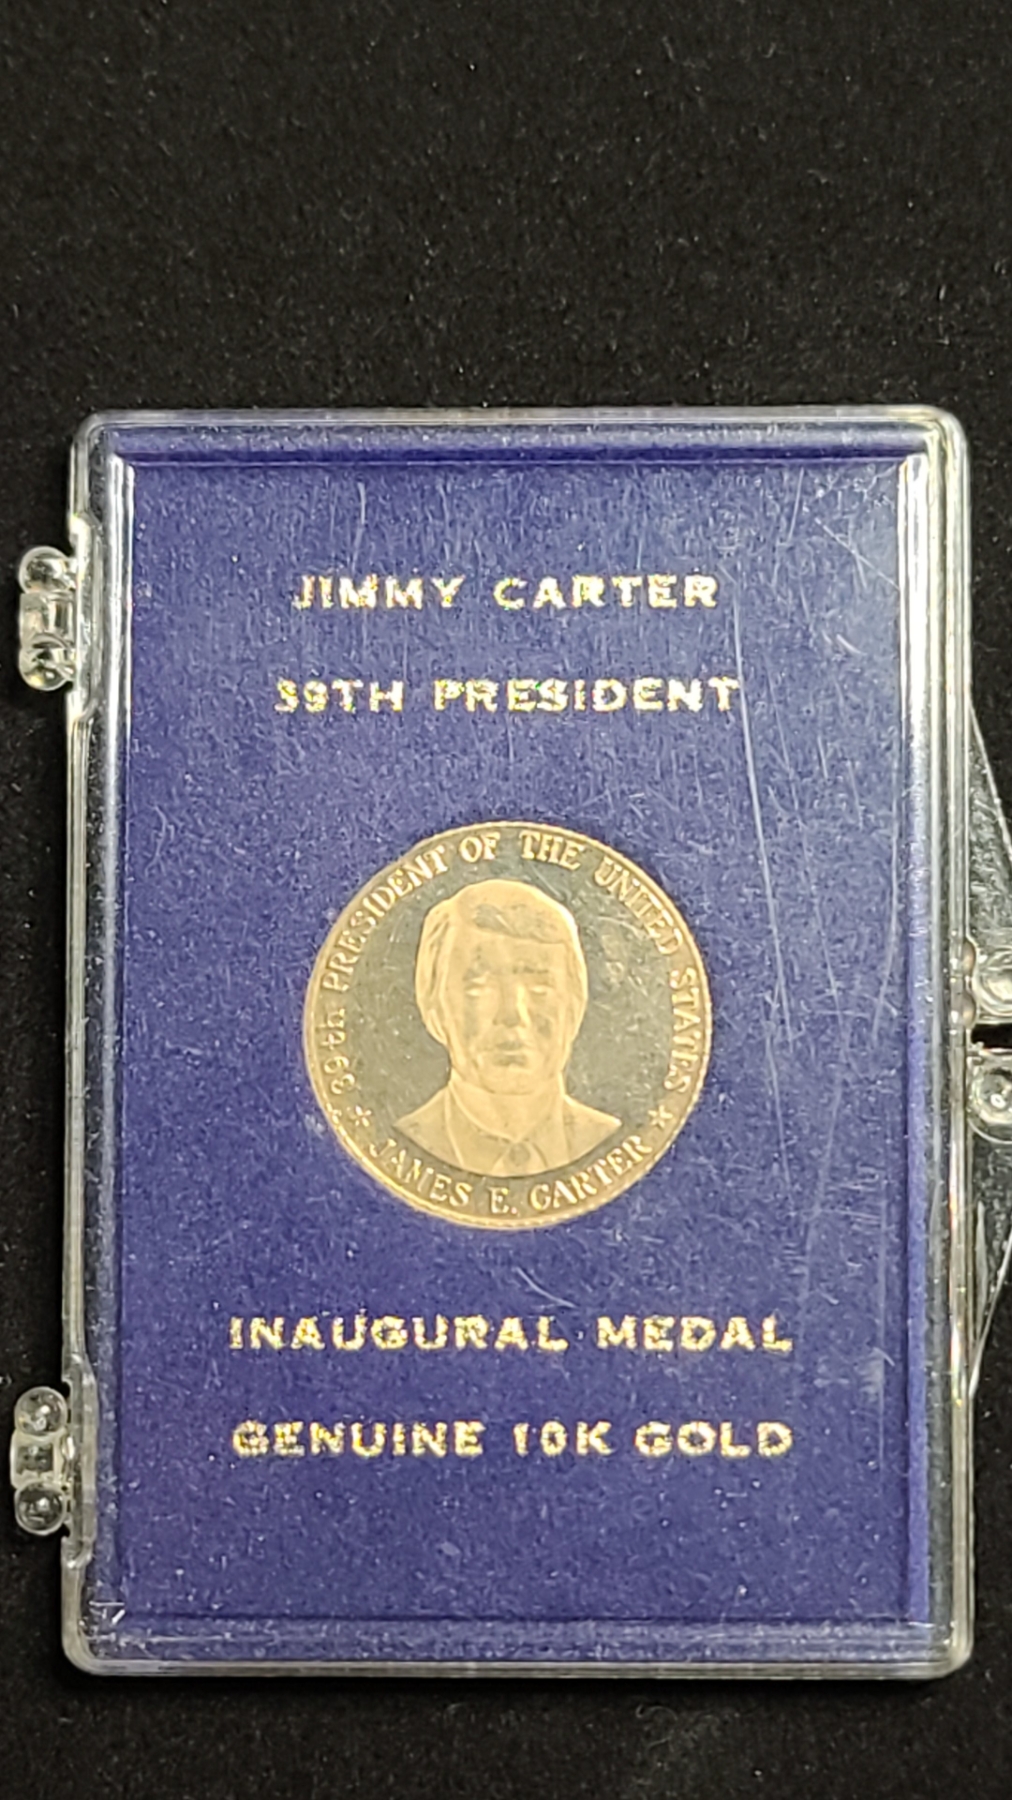 JIMMY CARTER
39TH PRESIDENT
39th PRESIDENT OF THE UNITED STATES
★ JAMES E. CARTER ★
INAUGURAL MEDAL
GENUINE 10K GOLD